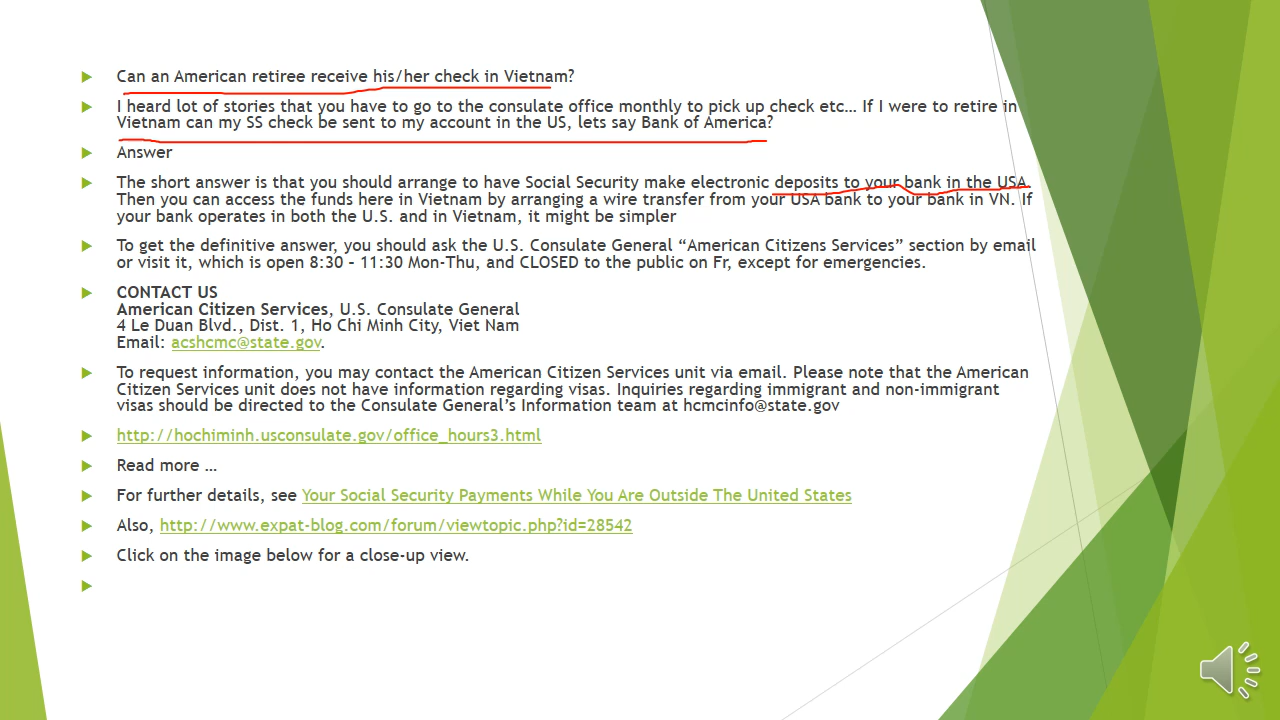 Can an American retiree receive his/her check in Vietnam?
I heard lot of stories that you have to go to the consulate office monthly to pick up check etc… If I were to retire in
Vietnam can my SS check be sent to my account in the US, lets say Bank of America?
Answer
The short answer is that you should arrange to have Social Security make electronic deposits to your bank in the USA.
Then you can access the funds here in Vietnam by arranging a wire transfer from your USA bank to your bank in VN. If
your bank operates in both the U.S. and in Vietnam, it might be simpler
To get the definitive answer, you should ask the U.S. Consulate General “American Citizens Services” section by email
or visit it, which is open 8:30 – 11:30 Mon-Thu, and CLOSED to the public on Fr, except for emergencies.
CONTACT US
American Citizen Services, U.S. Consulate General
4 Le Duan Blvd., Dist. 1, Ho Chi Minh City, Viet Nam
Email: acshcmc@state.gov.
To request information, you may contact the American Citizen Services unit via email. Please note that the American
Citizen Services unit does not have information regarding visas. Inquiries regarding immigrant and non-immigrant
visas should be directed to the Consulate General’s Information team at hcmcinfo@state.gov
http://hochiminh.usconsulate.gov/office_hours3.html
Read more …
For further details, see Your Social Security Payments While You Are Outside The United States
Also, http://www.expat-blog.com/forum/viewtopic.php?id=28542
Click on the image below for a close-up view.